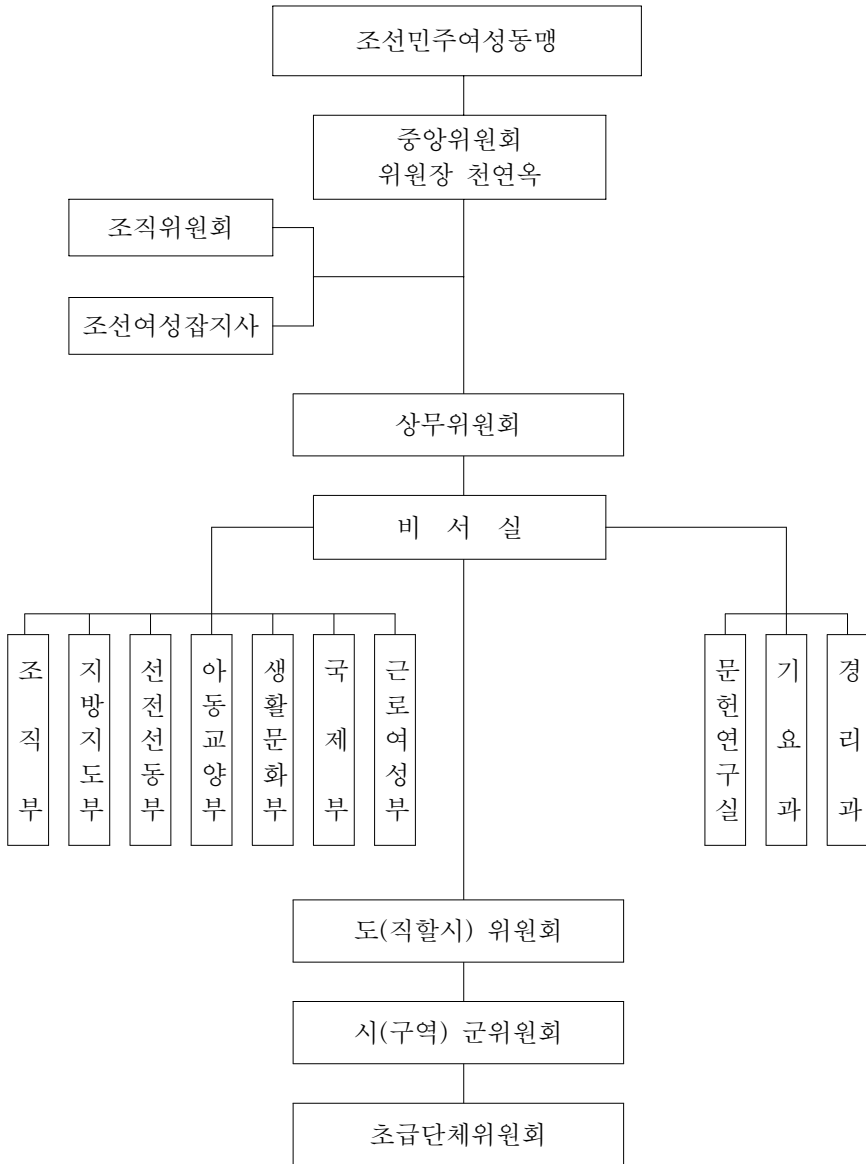 조선민주여성동맹
중앙위원회
위원장 천연옥
조직위원회
조선여성잡지사
상무위원회
비 서 실
조직부
지방지도부
선전선동부
아동교양부
생활문화부
국제부
근로여성부
문헌연구실
기요과
경리과
도(직할시) 위원회
시(구역) 군위원회
초급단체위원회